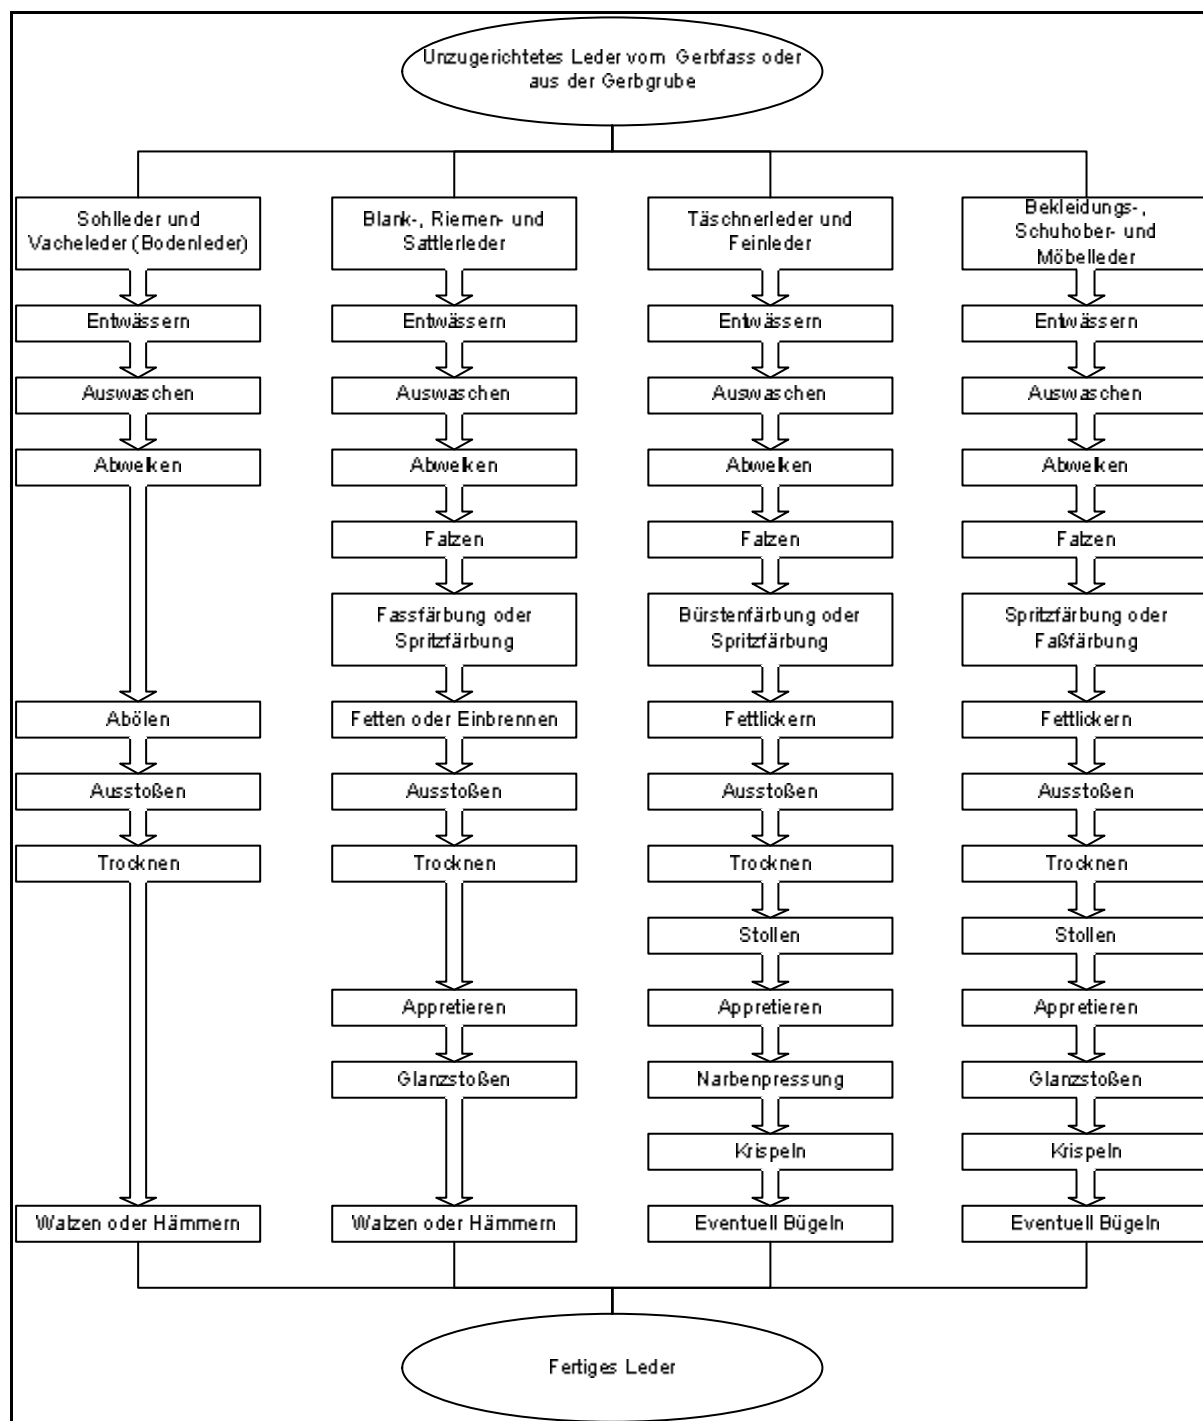 Unzugerichtetes Leder vom Gerbfass oder
aus der Gerbgrube
Sohlleder und
Vacheleder (Bodenleder)
Entwässern
Auswaschen
Abwelken
Abölen
Ausstoßen
Trocknen
Walzen oder Hämmern
Blank-, Riemen- und
Sattlerleder
Entwässern
Auswaschen
Abwelken
Falzen
Fassfärbung oder
Spritzfärbung
Fetten oder Einbrennen
Ausstoßen
Trocknen
Appretieren
Glanzstoßen
Walzen oder Hämmern
Täschnerleder und
Feinleder
Entwässern
Auswaschen
Abwelken
Falzen
Bürstenfärbung oder
Spritzfärbung
Fettlickern
Ausstoßen
Trocknen
Stollen
Appretieren
Narbenpressung
Krispeln
Eventuell Bügeln
Bekleidungs-,
Schuhober- und
Möbelleder
Entwässern
Auswaschen
Abwelken
Falzen
Spritzfärbung oder
Faßfärbung
Fettlickern
Ausstoßen
Trocknen
Stollen
Appretieren
Glanzstoßen
Krispeln
Eventuell Bügeln
Fertiges Leder